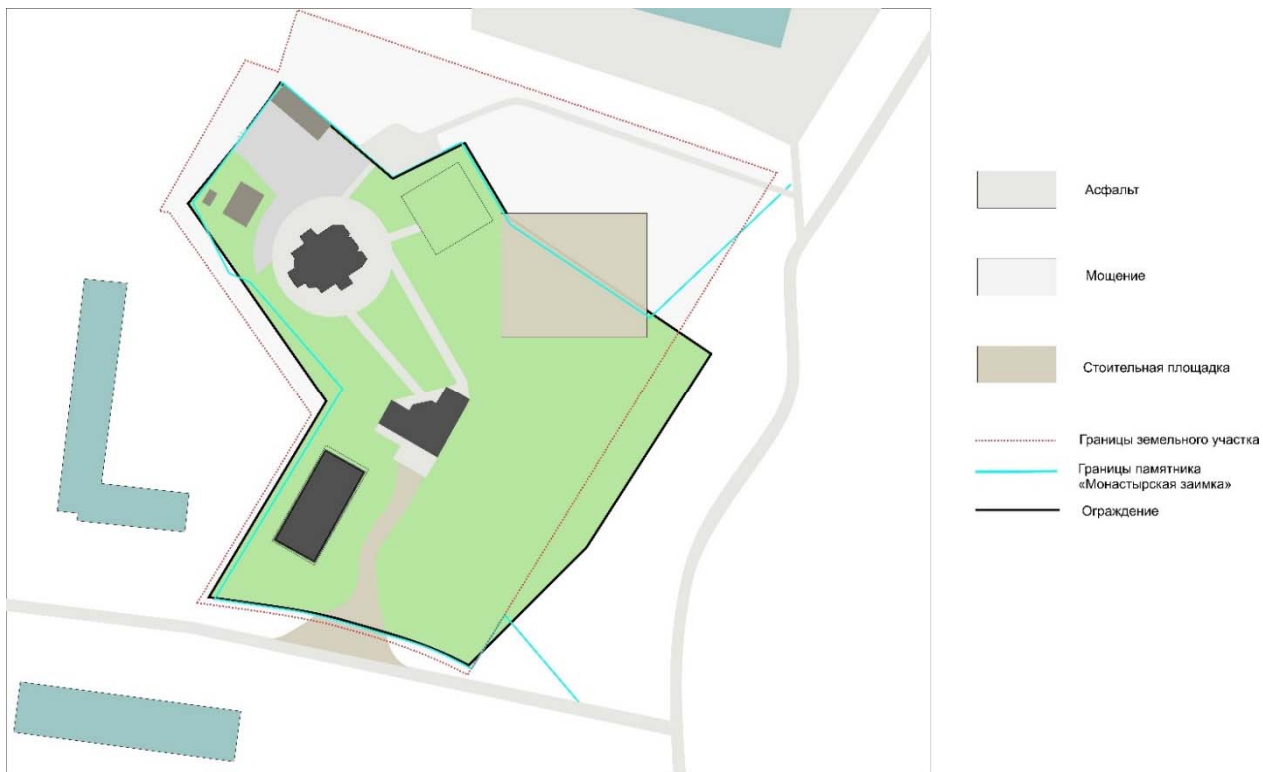 Асфальт
Мощение
Стоительная площадка
Границы земельного участка
Границы памятника
«Монастырская заимка»
Ограждение